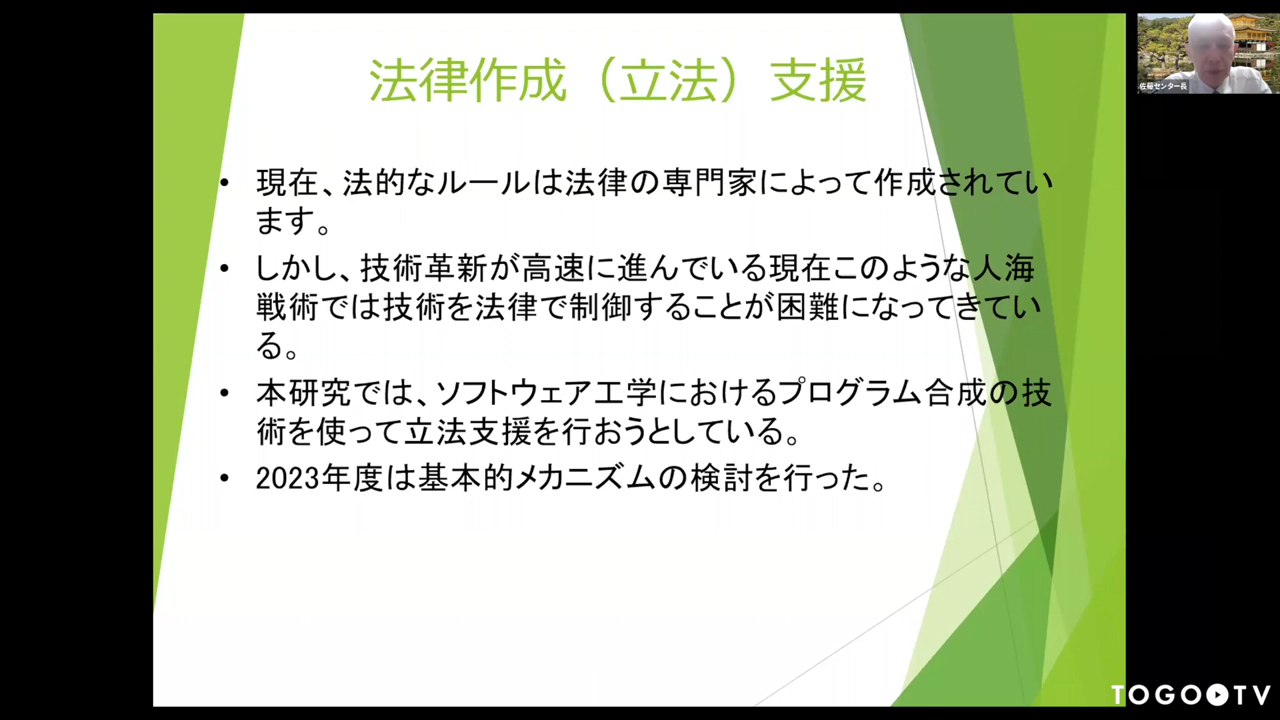 法律作成（立法）支援
• 現在、法的なルールは法律の専門家によって作成されてい
ます。
• しかし、技術革新が高速に進んでいる現在このような人海
戦術では技術を法律で制御することが困難になってきてい
る。
• 本研究では、ソフトウェア工学におけるプログラム合成の技
術を使って立法支援を行おうとしている。
• 2023年度は基本的メカニズムの検討を行った。
佐藤センター長
TOGOTV